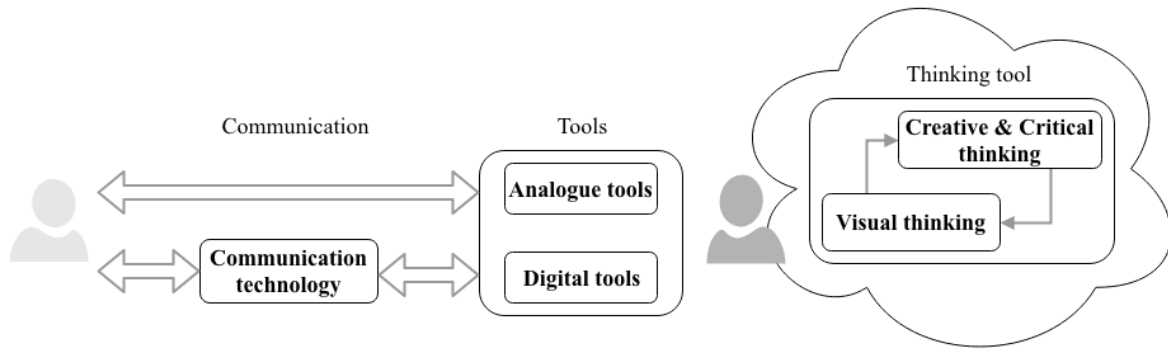 Thinking tool
Communication
Tools
Creative & Critical
thinking
Analogue tools
Visual thinking
Communication
technology
Digital tools